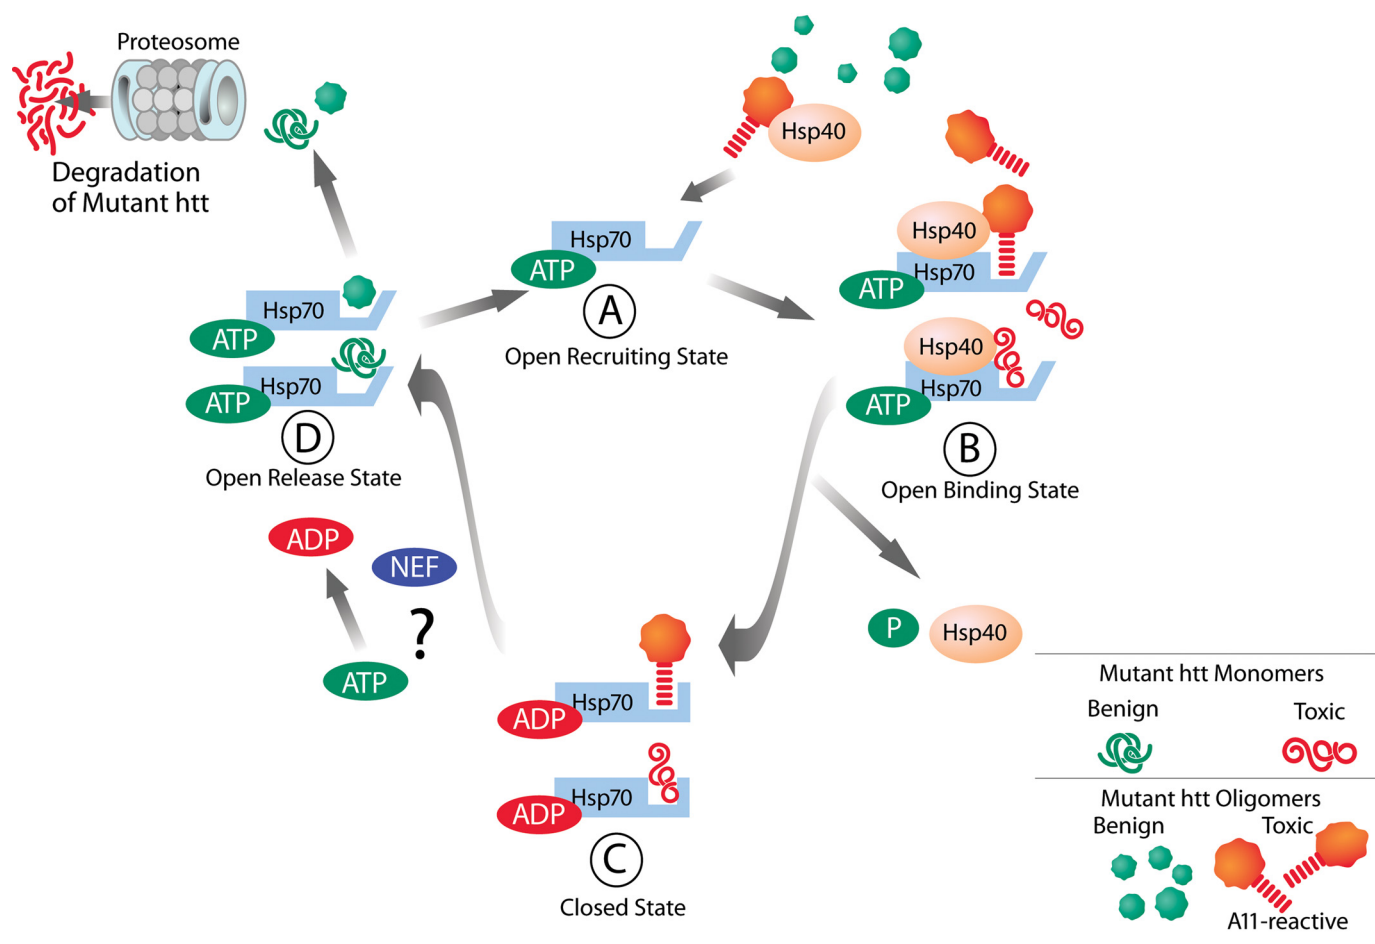 Proteosome
Degradation
of Mutant htt
Hsp40
Hsp70
ATP
A
Open Recruiting State
Hsp40
Hsp70
ATP
Hsp40
Hsp70
ATP
B
Open Binding State
Hsp70
ATP
Hsp70
ATP
D
Open Release State
ADP
NEF
?
ATP
P
Hsp40
Hsp70
ADP
Hsp70
ADP
C
Closed State
Mutant htt Monomers
Benign
Toxic
Mutant htt Oligomers
Benign
Toxic
A11-reactive